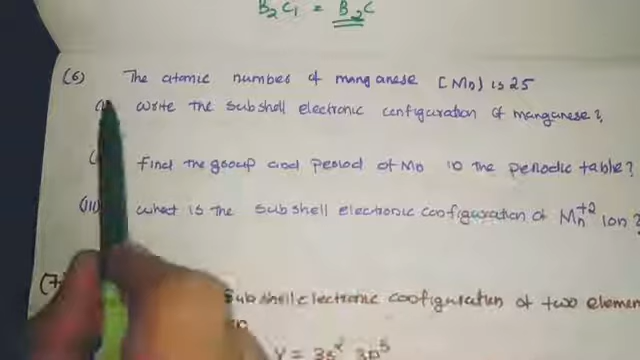 B₂C₁ = B₂C
(6) The atomic number of manganese [Mn] is 25
write the subshell electronic configuration of manganese?
Find the group and period of Mn in the periodic table?
(iii) what is the subshell electronic configuration of Mn⁺² ion?
(7) Subshell electronic configuration of two elemen
Y = 3s² 3p⁵